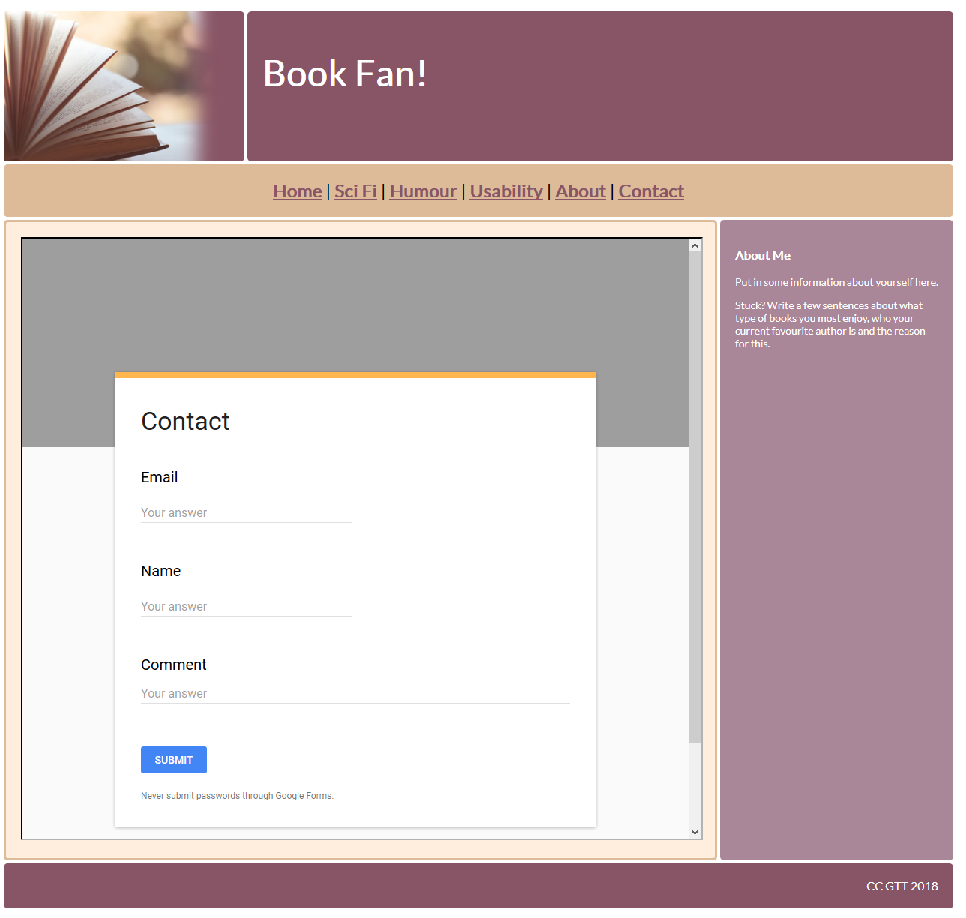 Book Fan!
Home | Sci Fi | Humour | Usability | About | Contact
Contact
Email
Your answer
Name
Your answer
Comment
Your answer
SUBMIT
Never submit passwords through Google Forms.
About Me
Put in some information about yourself here.
Stuck? Write a few sentences about what
type of books you most enjoy, who your
current favourite author is and the reason
for this.
CC GTT 2018